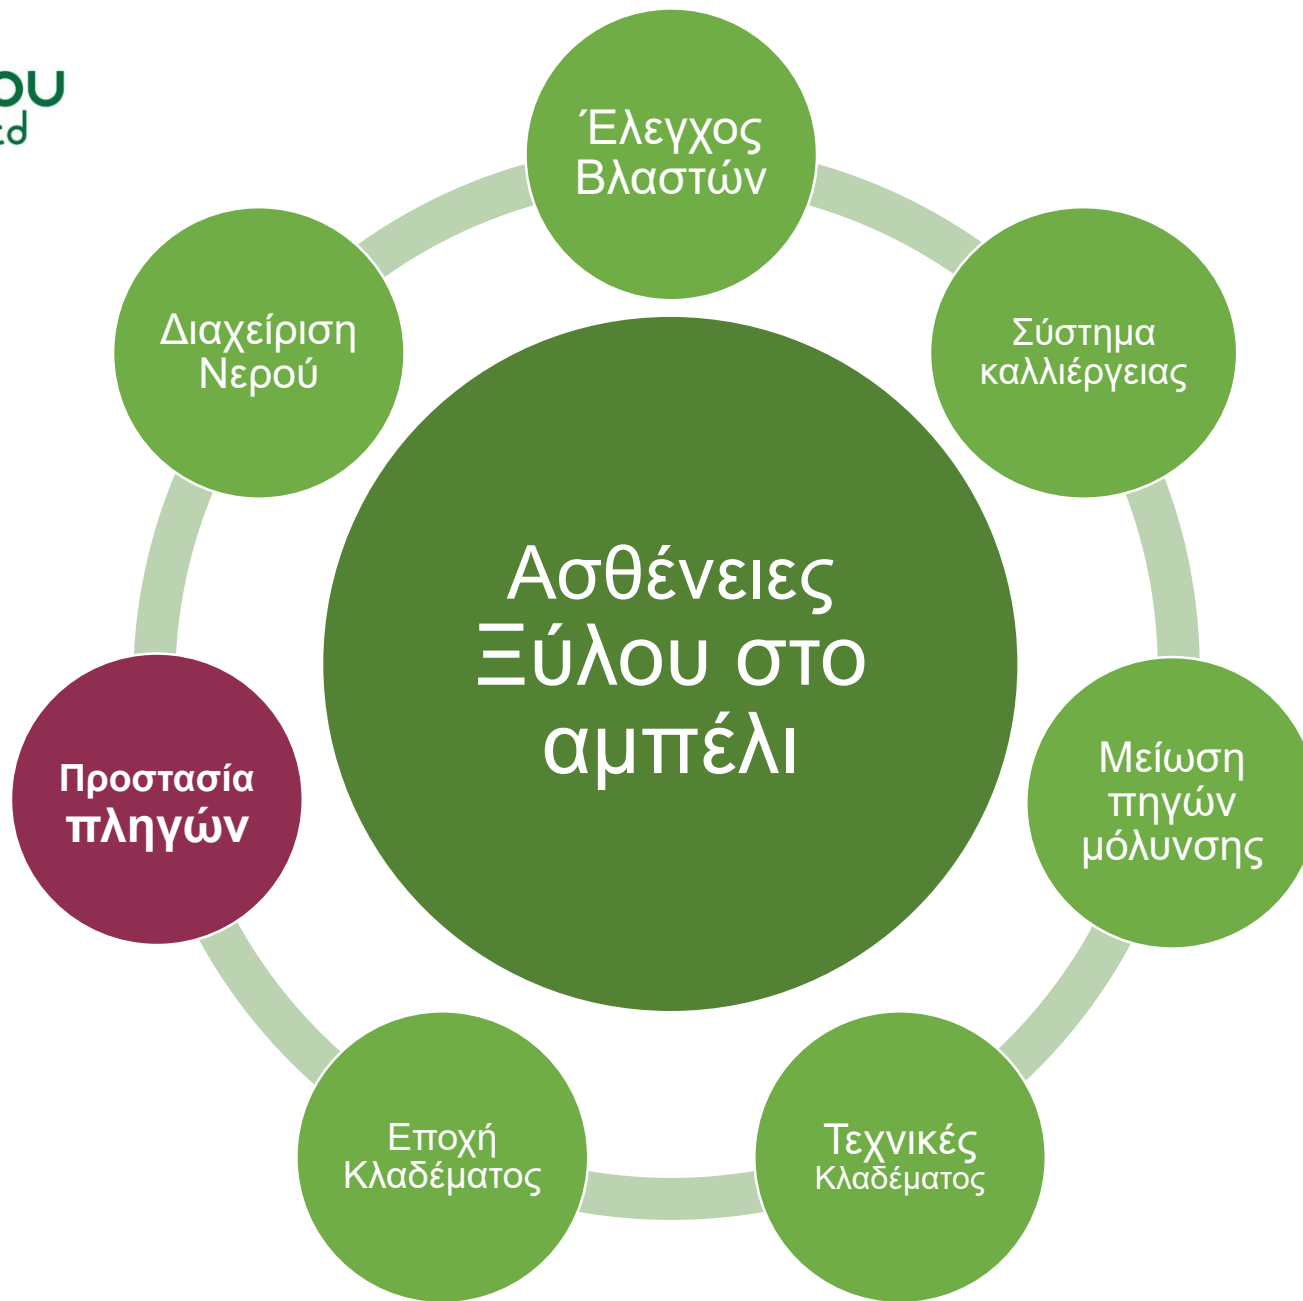 Έλεγχος
Βλαστών
Σύστημα
καλλιέργειας
Μείωση
πηγών
μόλυνσης
Τεχνικές
Κλαδέματος
Εποχή
Κλαδέματος
Προστασία
πληγών
Διαχείριση
Νερού
Ασθένειες
Ξύλου στο
αμπέλι